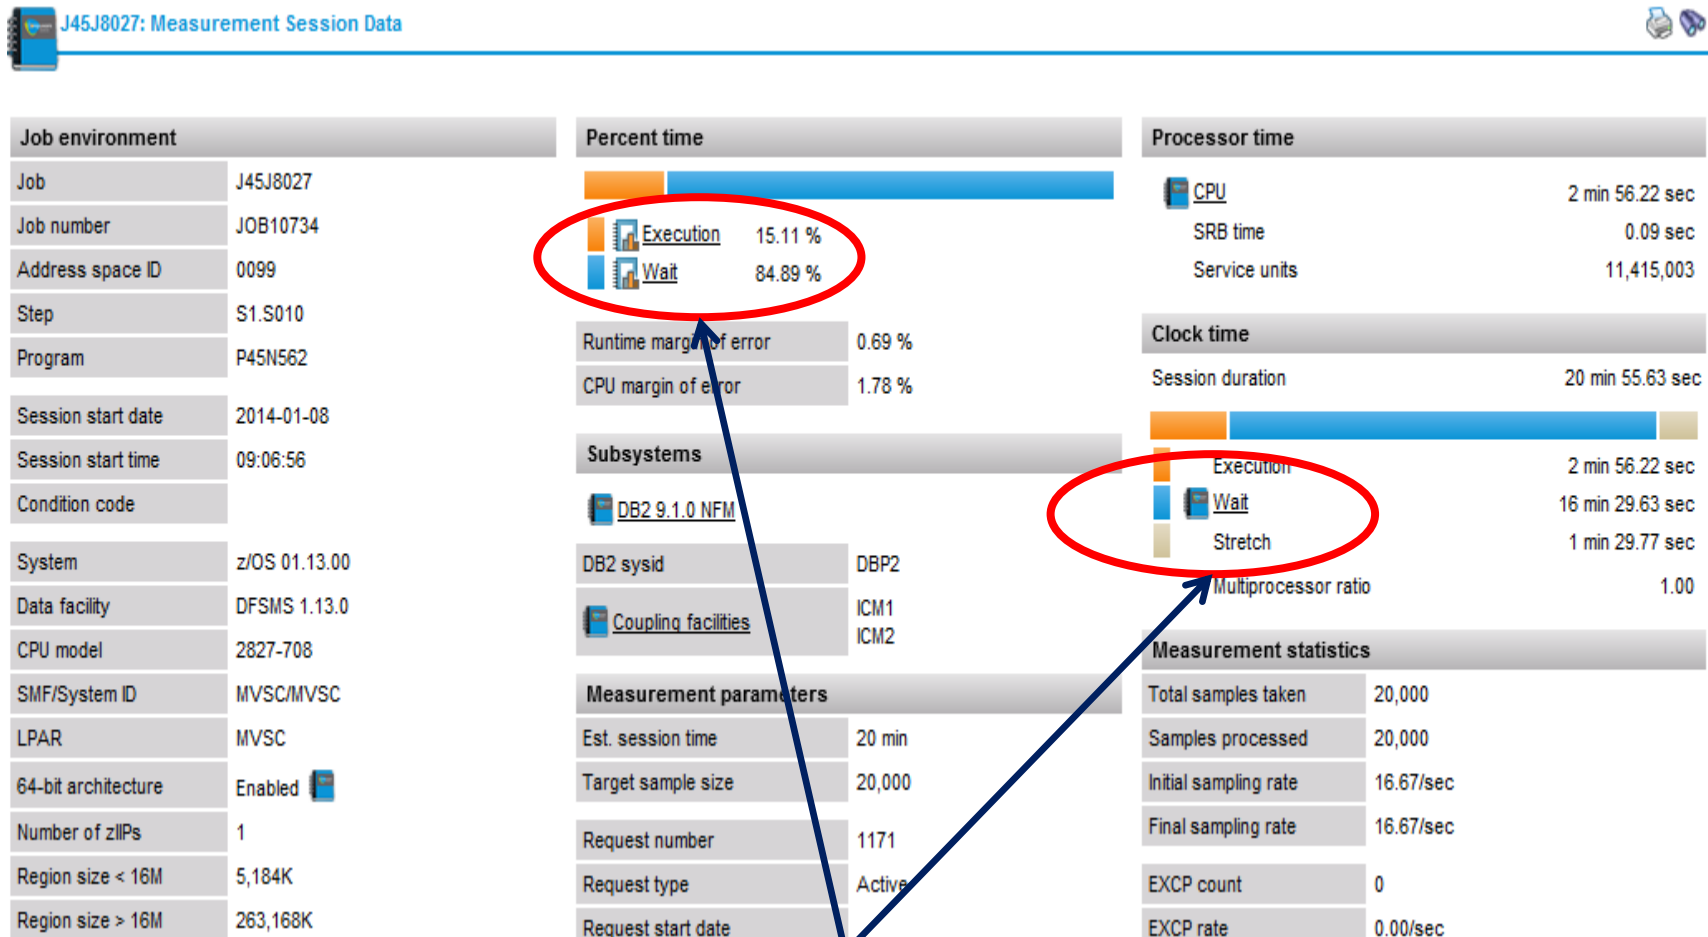 J45J8027: Measurement Session Data
Job environment
Job J45J8027
Job number JOB10734
Address space ID 0099
Step S1.S010
Program P45N562
Session start date 2014-01-08
Session start time 09:06:56
Condition code
System z/OS 01.13.00
Data facility DFSMS 1.13.0
CPU model 2827-708
SMF/System ID MVSC/MVSC
LPAR MVSC
64-bit architecture Enabled
Number of zIIPs 1
Region size < 16M 5,184K
Region size > 16M 263,168K
Percent time
Execution 15.11 %
Wait 84.89 %
Runtime margin of error 0.69 %
CPU margin of error 1.78 %
Subsystems
DB2 9.1.0 NFM
DB2 sysid DBP2
Coupling facilities ICM1
ICM2
Measurement parameters
Est. session time 20 min
Target sample size 20,000
Request number 1171
Request type Active
Request start date
Processor time
CPU 2 min 56.22 sec
SRB time 0.09 sec
Service units 11,415,003
Clock time
Session duration 20 min 55.63 sec
Execution 2 min 56.22 sec
Wait 16 min 29.63 sec
Stretch 1 min 29.77 sec
Multiprocessor ratio 1.00
Measurement statistics
Total samples taken 20,000
Samples processed 20,000
Initial sampling rate 16.67/sec
Final sampling rate 16.67/sec
EXCP count 0
EXCP rate 0.00/sec